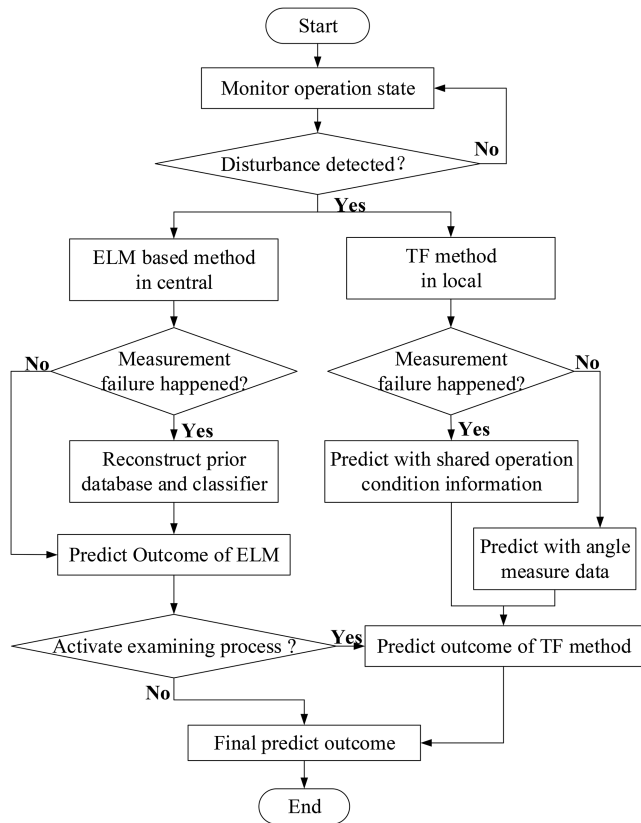 Start
Monitor operation state
Disturbance detected?
No
Yes
ELM based method
in central
TF method
in local
No
Measurement
failure happened?
Measurement
failure happened?
No
Yes
Yes
Reconstruct prior
database and classifier
Predict with shared operation
condition information
Predict Outcome of ELM
Predict with angle
measure data
Activate examining process ?
Yes
Predict outcome of TF method
No
Final predict outcome
End